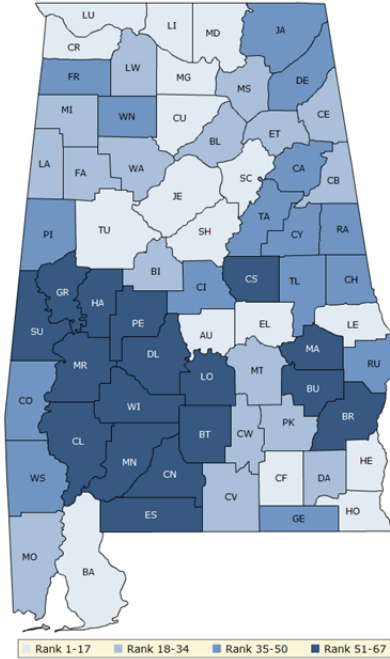 LU
LI
MD
JA
CR
FR
LW
MG
MS
DE
MI
WN
CU
BL
ET
CE
LA
FA
WA
JE
SC
CA
CB
PI
TU
SH
TA
CY
RA
BI
CI
CS
TL
CH
GR
HA
SU
PE
AU
EL
LE
MR
DL
LO
MT
MA
RU
BU
CO
WI
BR
CL
BT
CW
PK
WS
MN
CN
CV
CF
DA
HE
ES
GE
HO
MO
BA
Rank 1-17 Rank 18-34 Rank 35-50 Rank 51-67